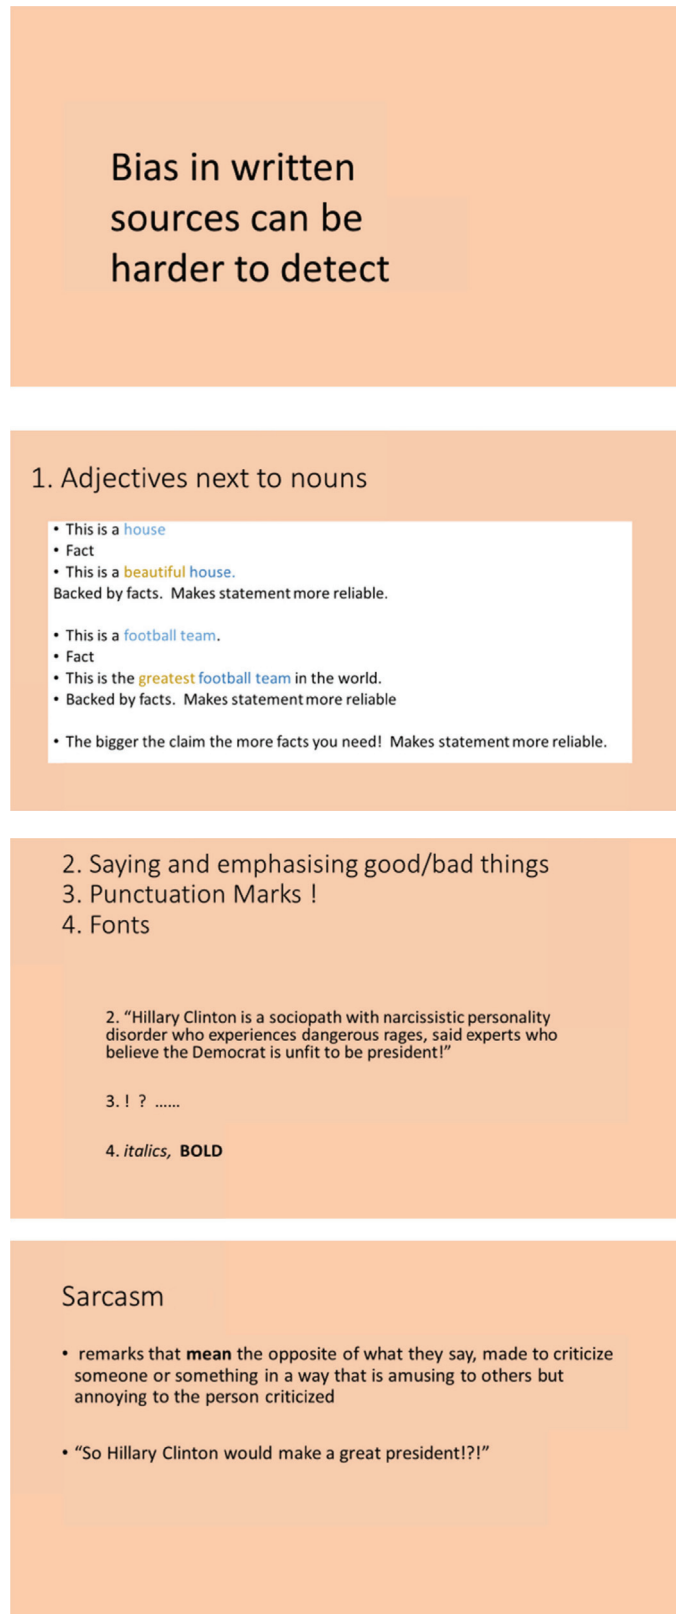 Bias in written
sources can be
harder to detect
1. Adjectives next to nouns
• This is a house
• Fact
• This is a beautiful house.
Backed by facts. Makes statement more reliable.
• This is a football team.
• Fact
• This is the greatest football team in the world.
• Backed by facts. Makes statement more reliable
• The bigger the claim the more facts you need! Makes statement more reliable.
2. Saying and emphasising good/bad things
3. Punctuation Marks !
4. Fonts
2. “Hillary Clinton is a sociopath with narcissistic personality
disorder who experiences dangerous rages, said experts who
believe the Democrat is unfit to be president!”
3. ! ? ......
4. italics, BOLD
Sarcasm
• remarks that mean the opposite of what they say, made to criticize
someone or something in a way that is amusing to others but
annoying to the person criticized
• “So Hillary Clinton would make a great president!?!”